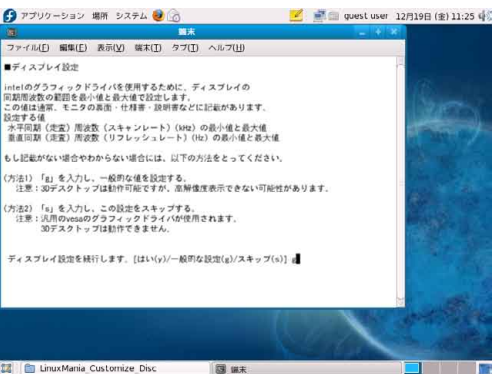 アプリケーション 場所 システム guest user 12月19日 (金) 11:25
端末
ファイル(F) 編集(E) 表示(V) 端末(T) タブ(T) ヘルプ(H)
■ディスプレイ設定
intelのグラフィックドライバを使用するために、ディスプレイの
同期周波数の範囲を最小値と最大値で設定します。
この値は通常、モニタの裏面・仕様書・説明書などに記載があります。
設定する値
水平同期（走査）周波数（スキャンレート）(kHz) の最小値と最大値
垂直同期（走査）周波数（リフレッシュレート）(Hz) の最小値と最大値
もし記載がない場合やわからない場合には、以下の方法をとってください。
(方法1) 「g」を入力し、一般的な値を設定する。
注意：3Dデスクトップは動作可能ですが、高解像度表示できない可能性があります。
(方法2) 「s」を入力し、この設定をスキップする。
注意：汎用のvesaのグラフィックドライバが使用されます。
3Dデスクトップは動作できません。
ディスプレイ設定を続行します。[はい(y)/一般的な設定(g)/スキップ(s)] g
LinuxMania_Customize_Disc 端末